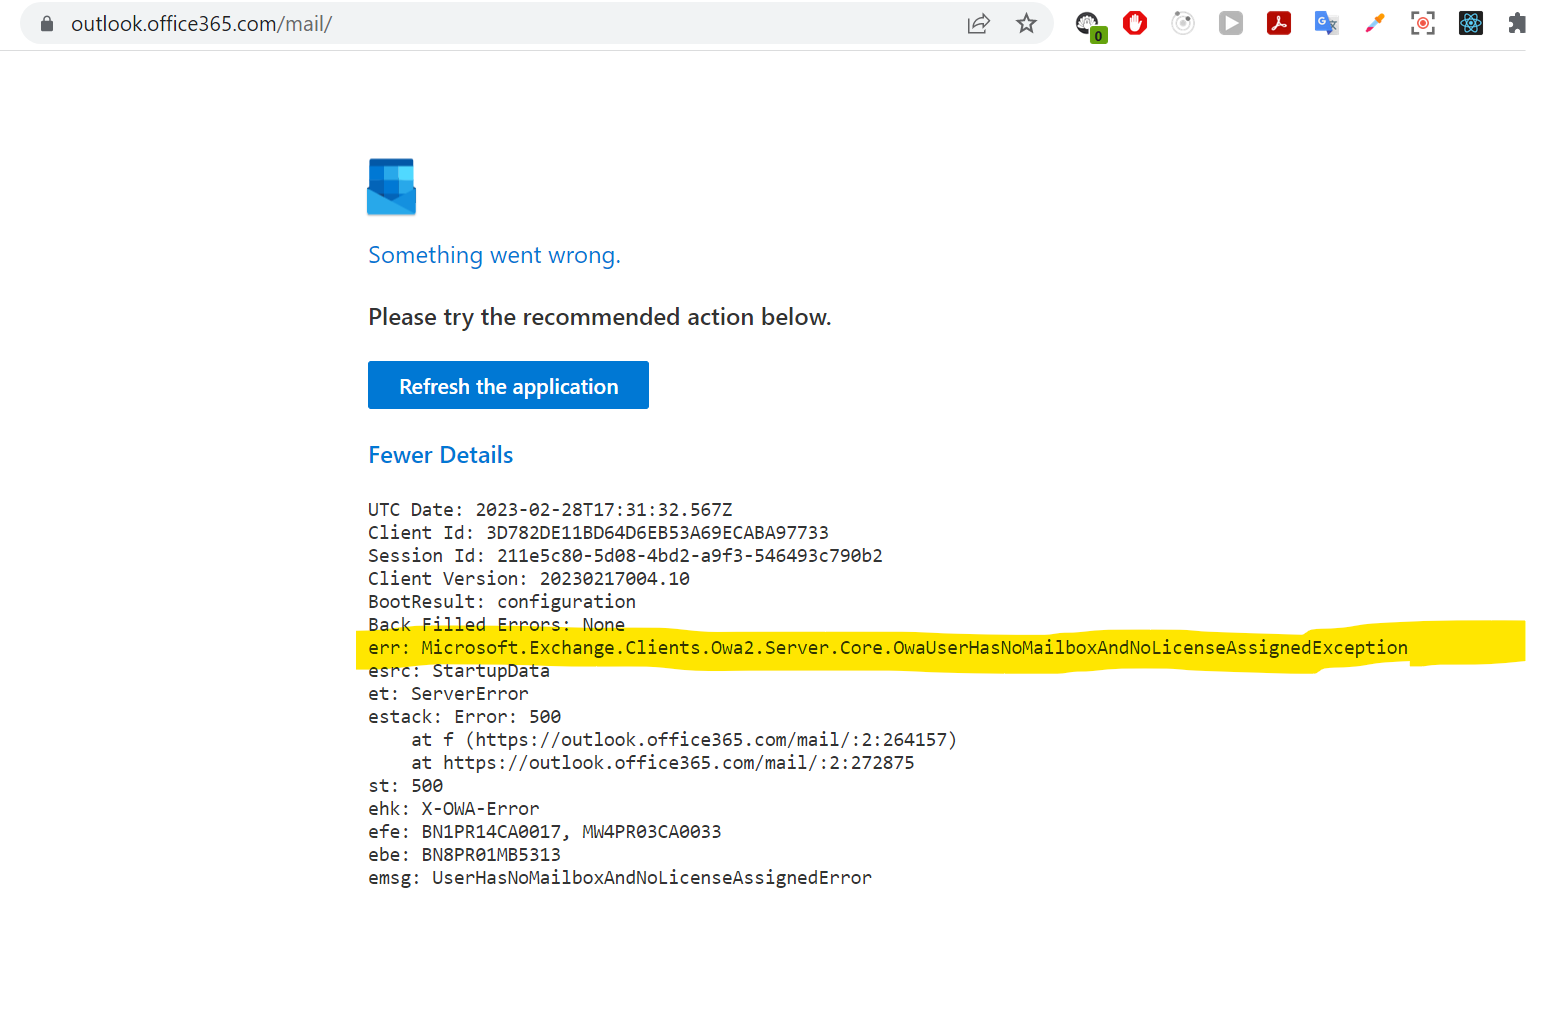 outlook.office365.com/mail/
0
G
Something went wrong.
Please try the recommended action below.
Refresh the application
Fewer Details
UTC Date: 2023-02-28T17:31:32.567Z
Client Id: 3D782DE11BD64D6EB53A69ECABA97733
Session Id: 211e5c80-5d08-4bd2-a9f3-546493c790b2
Client Version: 20230217004.10
BootResult: configuration
Back Filled Errors: None
err: Microsoft.Exchange.Clients.Owa2.Server.Core.OwaUserHasNoMailboxAndNoLicenseAssignedException
esrc: StartupData
et: ServerError
estack: Error: 500
    at f (https://outlook.office365.com/mail/:2:264157)
    at https://outlook.office365.com/mail/:2:272875
st: 500
ehk: X-OWA-Error
efe: BN1PR14CA0017, MW4PR03CA0033
ebe: BN8PR01MB5313
emsg: UserHasNoMailboxAndNoLicenseAssignedError